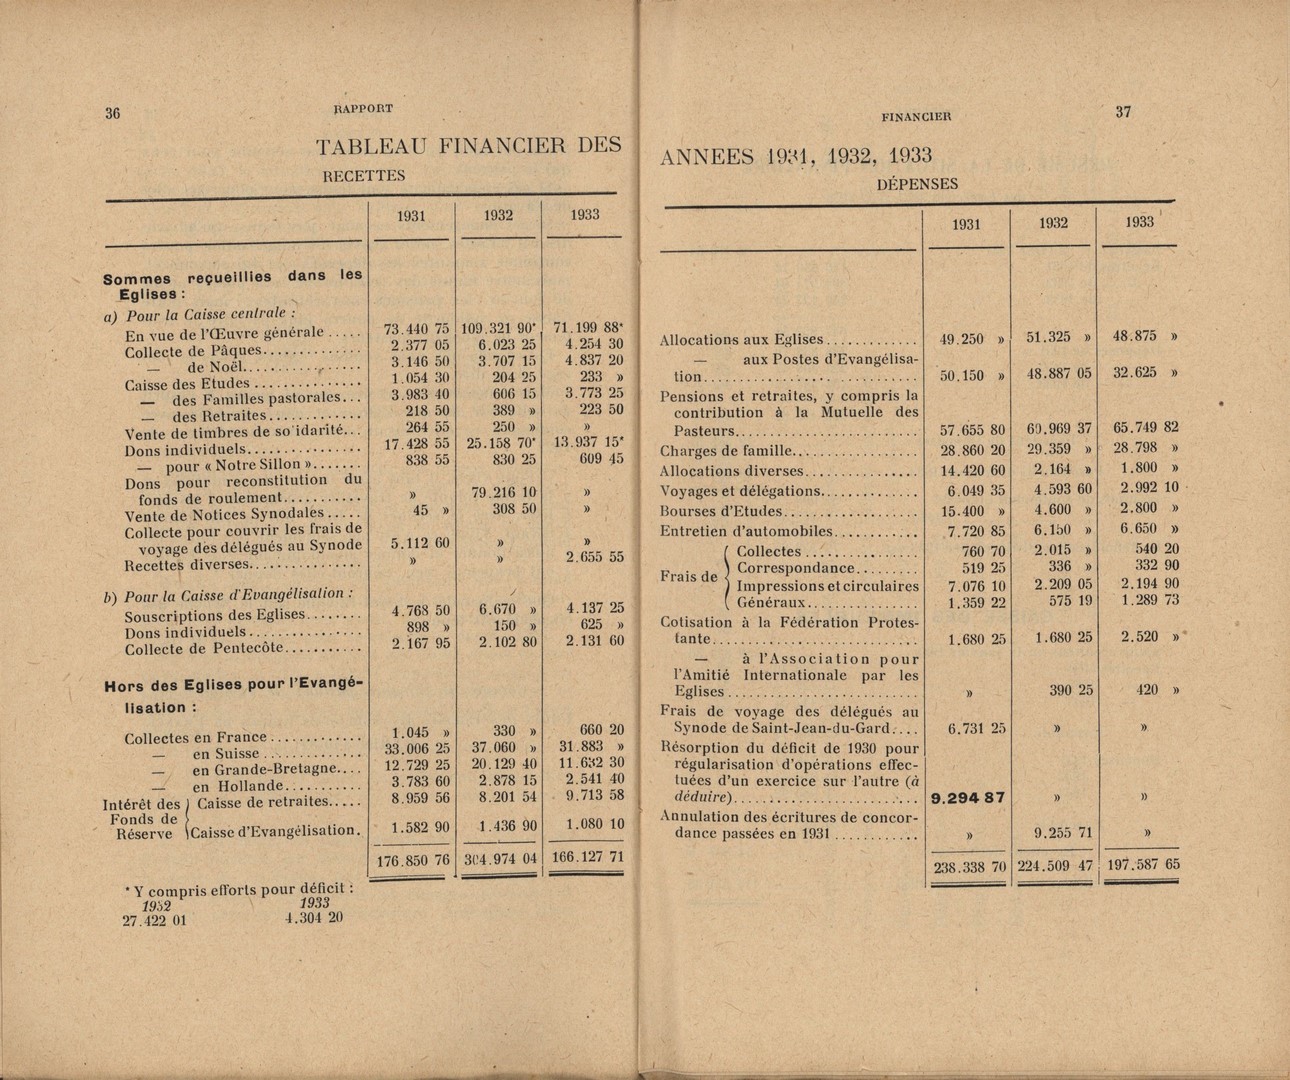 36
RAPPORT
TABLEAU FINANCIER DES
RECETTES
1931 1932 1933
Sommes reçueillies dans les
Eglises :
a) Pour la Caisse centrale :
En vue de l'Œuvre générale ..... 73.440 75 109.321 90* 71.199 88*
Collecte de Pâques.............. 2.377 05 6.023 25 4.254 30
— de Noël............... 3.146 50 3.707 15 4.837 20
Caisse des Etudes ............... 1.054 30 204 25 233 »
— des Familles pastorales... 3.983 40 606 15 3.773 25
— des Retraites............. 218 50 389 » 223 50
Vente de timbres de so'idarité... 264 55 250 » »
Dons individuels................ 17.428 55 25.158 70* 13.937 15*
— pour « Notre Sillon »....... 838 55 830 25 609 45
Dons pour reconstitution du
fonds de roulement........... » 79.216 10 »
Vente de Notices Synodales ..... 45 » 308 50 »
Collecte pour couvrir les frais de
voyage des délégués au Synode 5.112 60 » »
Recettes diverses............... » » 2.655 55
b) Pour la Caisse d'Evangélisation :
Souscriptions des Eglises........ 4.768 50 6.670 » 4.137 25
Dons individuels................ 898 » 150 » 625 »
Collecte de Pentecôte........... 2.167 95 2.102 80 2.131 60
Hors des Eglises pour l'Evangé-
lisation :
Collectes en France ............. 1.045 » 330 » 660 20
— en Suisse .............. 33.006 25 37.060 » 31.883 »
— en Grande-Bretagne.... 12.729 25 20.129 40 11.632 30
— en Hollande........... 3.783 60 2.878 15 2.541 40
Intérêt des Caisse de retraites..... 8.959 56 8.201 54 9.713 58
Fonds de
Réserve Caisse d'Evangélisation. 1.582 90 1.436 90 1.080 10
176.850 76 304.974 04 166.127 71
* Y compris efforts pour déficit :
1932 1933
27.422 01 4.304 20
FINANCIER
37
ANNEES 1931, 1932, 1933
DÉPENSES
1931 1932 1933
Allocations aux Eglises............ 49.250 » 51.325 » 48.875 »
— aux Postes d'Evangélisa-
tion............................ 50.150 » 48.887 05 32.625 »
Pensions et retraites, y compris la
contribution à la Mutuelle des
Pasteurs........................ 57.655 80 60.969 37 65.749 82
Charges de famille................ 28.860 20 29.359 » 28.798 »
Allocations diverses.............. 14.420 60 2.164 » 1.800 »
Voyages et délégations............ 6.049 35 4.593 60 2.992 10
Bourses d'Etudes................. 15.400 » 4.600 » 2.800 »
Entretien d'automobiles........... 7.720 85 6.150 » 6.650 »
Collectes ................ 760 70 2.015 » 540 20
Correspondance........ 519 25 336 » 332 90
Frais de
Impressions et circulaires 7.076 10 2.209 05 2.194 90
Généraux............... 1.359 22 575 19 1.289 73
Cotisation à la Fédération Protes-
tante........................... 1.680 25 1.680 25 2.520 »
— à l'Association pour
l'Amitié Internationale par les
Eglises ......................... » 390 25 420 »
Frais de voyage des délégués au
Synode de Saint-Jean-du-Gard.... 6.731 25 » »
Résorption du déficit de 1930 pour
régularisation d'opérations effec-
tuées d'un exercice sur l'autre (à
déduire)......................... 9.294 87 » »
Annulation des écritures de concor-
dance passées en 1931 ............ » 9.255 71 »
238.338 70 224.509 47 197.587 65